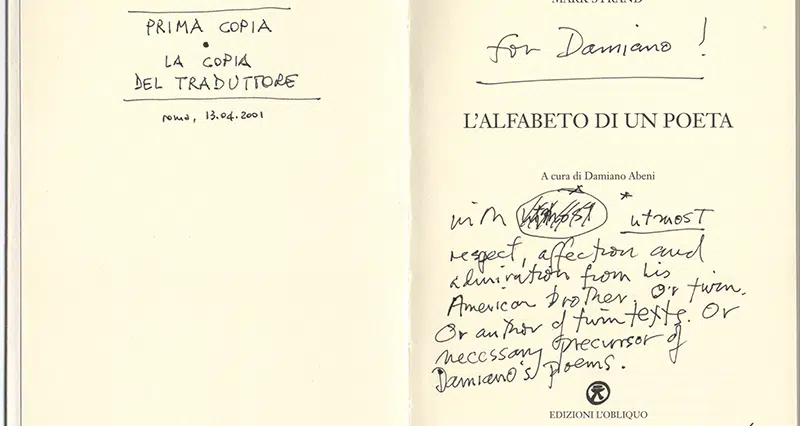 PRIMA COPIA
•
LA COPIA
DEL TRADUTTORE
roma, 13.04.2001
MARK STRAND
for Damiano!
L'ALFABETO DI UN POETA
A cura di Damiano Abeni
with * utmost
respect, affection and
admiration from his
American brother. Or twin.
Or author of twin texts. Or
necessary precursor of
Damiano's poems.
EDIZIONI L'OBLIQUO